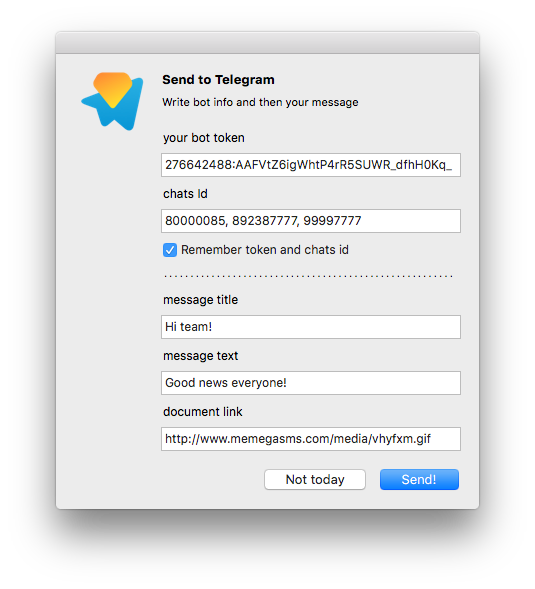 Send to Telegram
Write bot info and then your message
your bot token
276642488:AAFVtZ6igWhtP4rR5SUWR_dfhH0Kq_
chats Id
80000085, 892387777, 99997777
Remember token and chats id
message title
Hi team!
message text
Good news everyone!
document link
http://www.memegasms.com/media/vhyfxm.gif
Not today
Send!